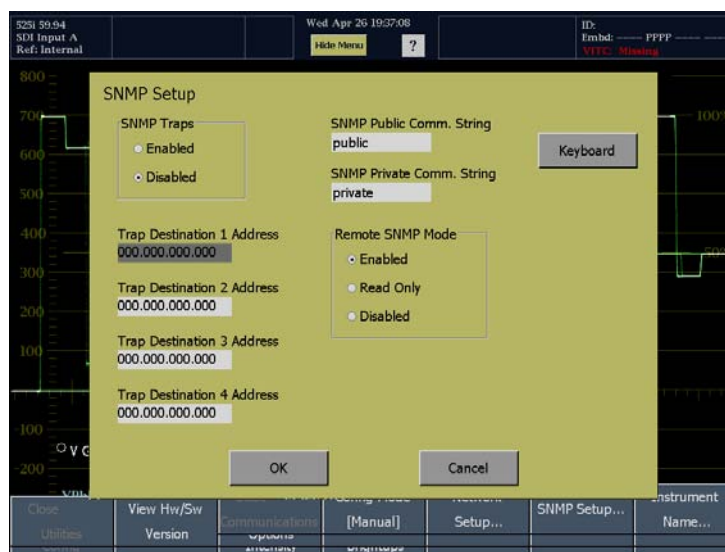 525i 59.94
SDI Input A
Ref: Internal
Wed Apr 26 19:37:08
Hide Menu
?
ID:
Embd: ---- PPPP ---- ----
VITC: Missing
800
700
600
500
400
300
200
100
-100
-200
100%
50%
SNMP Setup
SNMP Traps
Enabled
Disabled
SNMP Public Comm. String
public
SNMP Private Comm. String
private
Keyboard
Trap Destination 1 Address
000.000.000.000
Trap Destination 2 Address
000.000.000.000
Trap Destination 3 Address
000.000.000.000
Trap Destination 4 Address
000.000.000.000
Remote SNMP Mode
Enabled
Read Only
Disabled
OK
Cancel
Close
Utilities
View Hw/Sw
Version
Communications
Options
Intensity
[Manual]
Network
Setup...
SNMP Setup...
Instrument
Name...